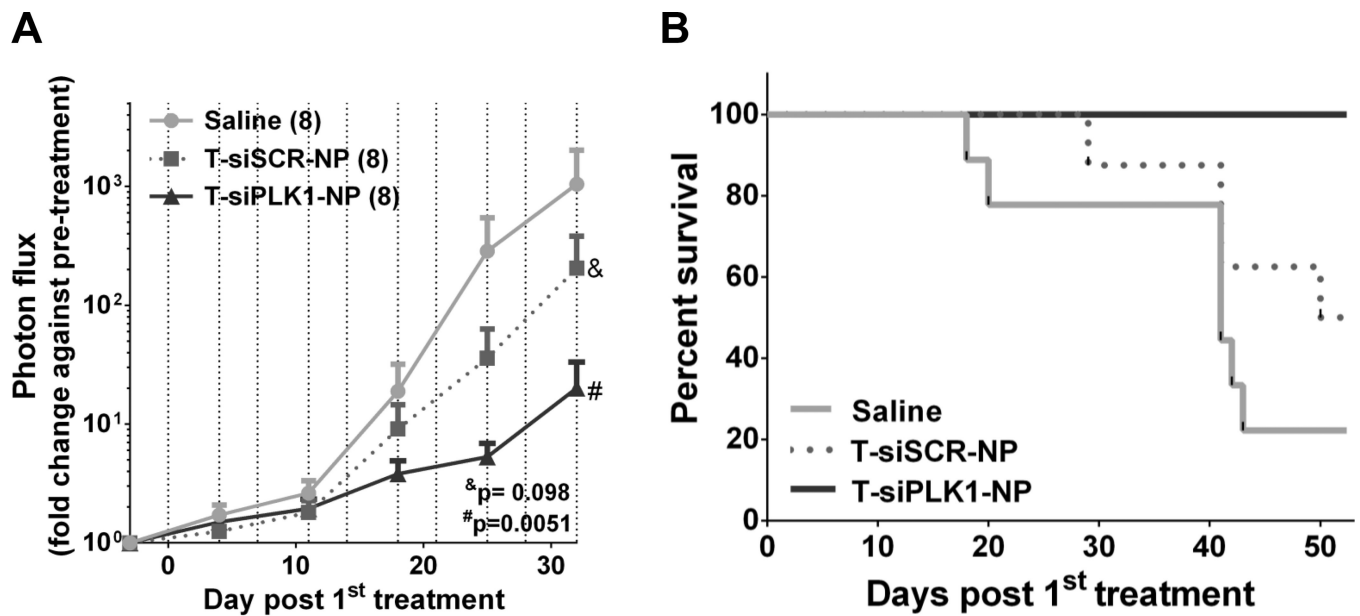 A
Photon flux
(fold change against pre-treatment)
Saline (8)
T-siSCR-NP (8)
T-siPLK1-NP (8)
10³
10²
10¹
10⁰
&
#
&p= 0.098
#p=0.0051
0 10 20 30
Day post 1ˢᵗ treatment
B
Percent survival
100
80
60
40
20
0
Saline
T-siSCR-NP
T-siPLK1-NP
0 10 20 30 40 50
Days post 1ˢᵗ treatment